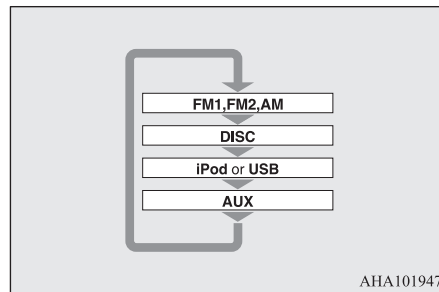 FM1,FM2,AM
DISC
iPod or USB
AUX
AHA101947